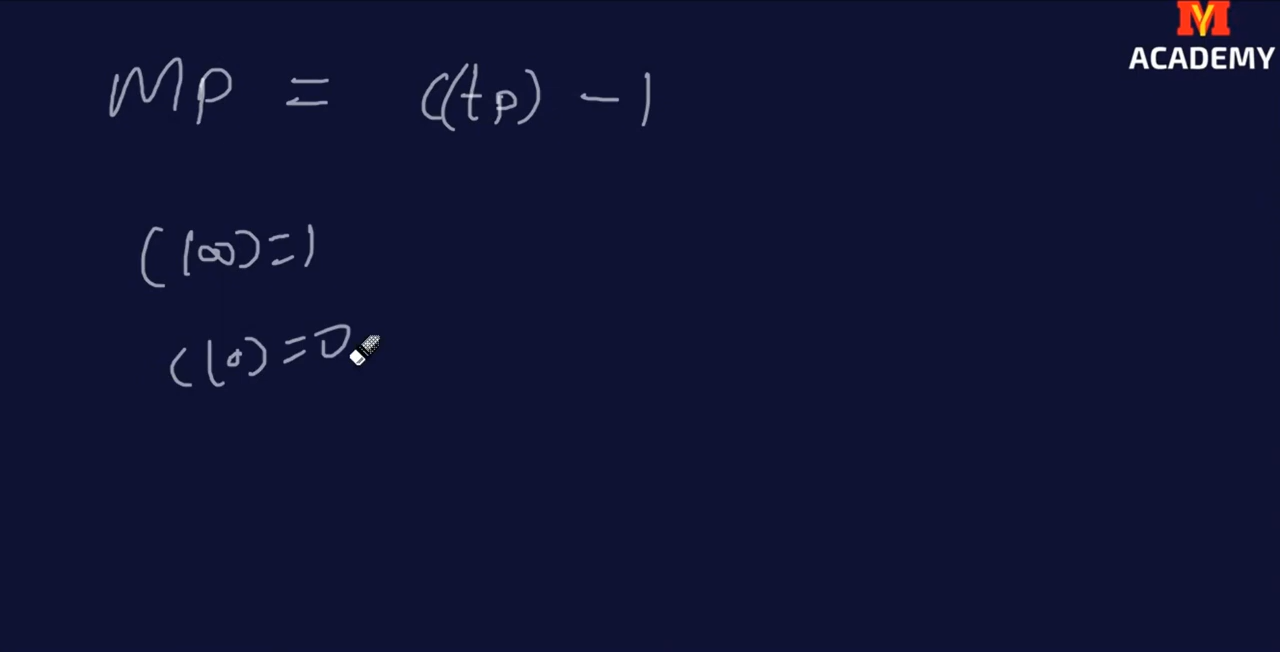 M
ACADEMY
Mp = c(tp) - 1
c(∞) = 1
c(0) = 0